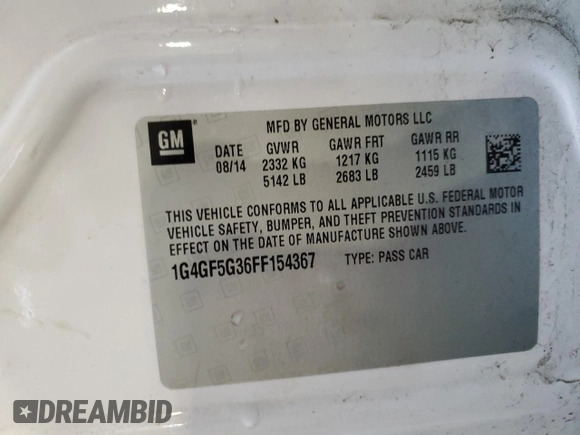 GM
MFD BY GENERAL MOTORS LLC
DATE GVWR GAWR FRT GAWR RR
08/14 2332 KG 1217 KG 1115 KG
5142 LB 2683 LB 2459 LB
THIS VEHICLE CONFORMS TO ALL APPLICABLE U.S. FEDERAL MOTOR
VEHICLE SAFETY, BUMPER, AND THEFT PREVENTION STANDARDS IN
EFFECT ON THE DATE OF MANUFACTURE SHOWN ABOVE.
1G4GF5G36FF154367 TYPE: PASS CAR
DREAMBID